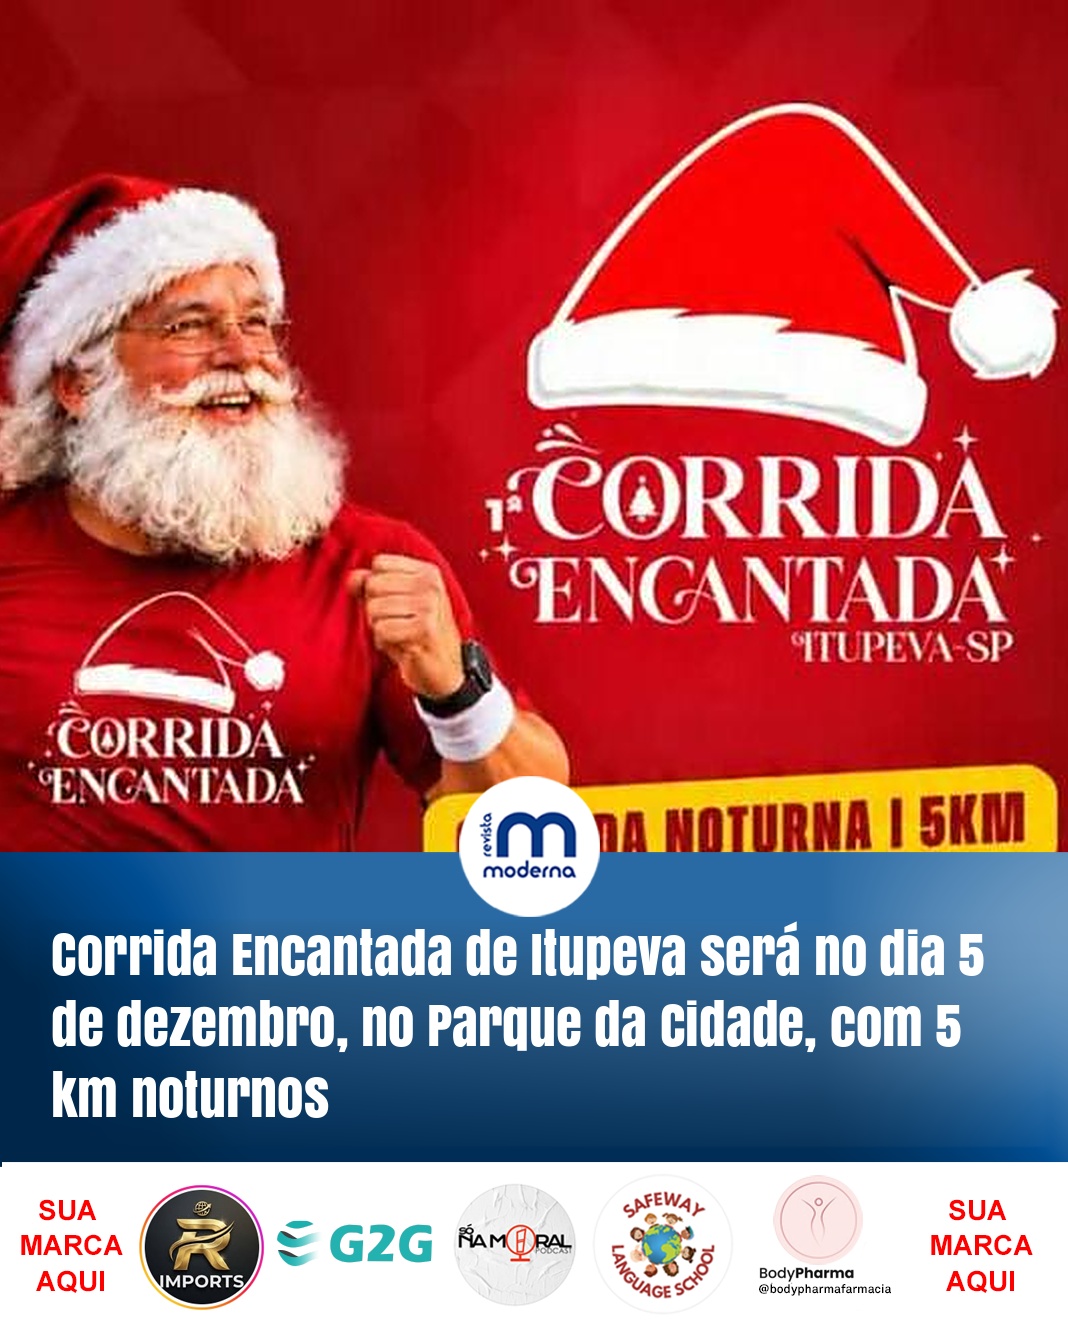 1ª CORRIDA
ENCANTADA
ITUPEVA-SP
CORRIDA
ENCANTADA
DA NOTURNA | 5KM
revista
m
moderna
Corrida Encantada de Itupeva será no dia 5
de dezembro, no Parque da Cidade, com 5
km noturnos
SUA
MARCA
AQUI
R
IMPORTS
G2G
SÓ
NA MORAL
PODCAST
SAFEWAY
LANGUAGE SCHOOL
BodyPharma
@bodypharmafarmacia
SUA
MARCA
AQUI